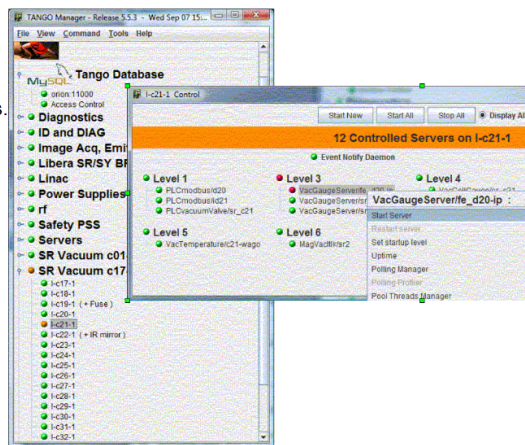 TANGO Manager - Release 5.5.3 - Wed Sep 07 15...
File View Command Tools Help
MySQL
Tango Database
orion:11000
Access Control
Diagnostics
ID and DIAG
Image Acq, Emi
Libera SR/SY BP
Linac
Power Supplies
rf
Safety PSS
Servers
SR Vacuum c01-
SR Vacuum c17-
l-c17-1
l-c18-1
l-c19-1 ( + Fuse )
l-c20-1
l-c21-1
l-c22-1 ( + IR mirror )
l-c23-1
l-c24-1
l-c25-1
l-c26-1
l-c27-1
l-c28-1
l-c29-1
l-c30-1
l-c31-1
l-c32-1
s.
l-c21-1 Control
Start New Start All Stop All Display All
12 Controlled Servers on l-c21-1
Event Notify Daemon
Level 1
PLCmodbus/d20
PLCmodbus/id21
PLCvacuumValve/sr_c21
Level 3
VacGaugeServer/fe_d20-ip
VacGaugeServer/sr
VacGaugeServer/sr
Level 4
Level 5
VacTemperature/c21-wago
Level 6
VacGaugeServer/fe_d20-ip :
Start Server
Restart server
Set startup level
Uptime
Polling Manager
Polling Profiler
Pool Threads Manager